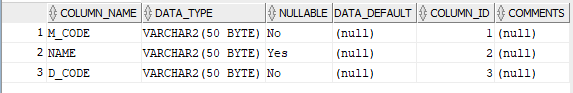 COLUMN_NAME DATA_TYPE NULLABLE DATA_DEFAULT COLUMN_ID COMMENTS
1 M_CODE VARCHAR2(50 BYTE) No (null) 1 (null)
2 NAME VARCHAR2(50 BYTE) Yes (null) 2 (null)
3 D_CODE VARCHAR2(50 BYTE) No (null) 3 (null)